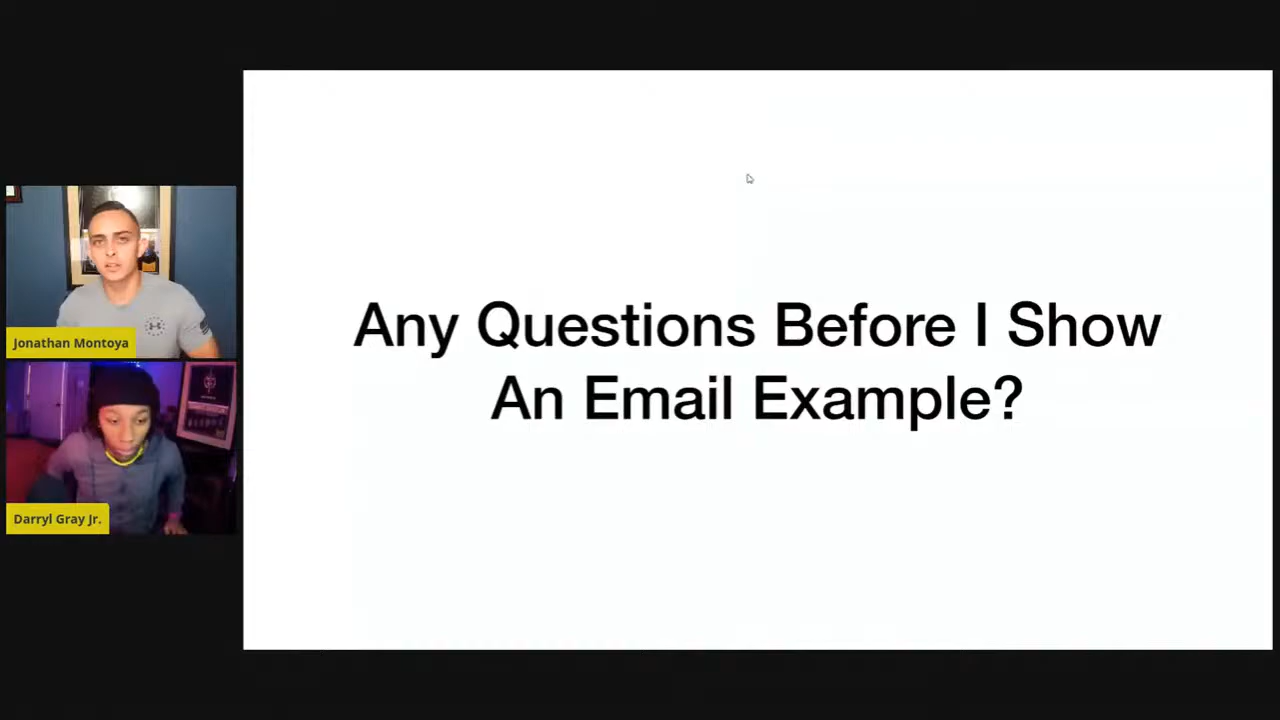 Jonathan Montoya
Darryl Gray Jr.
Any Questions Before I Show
An Email Example?